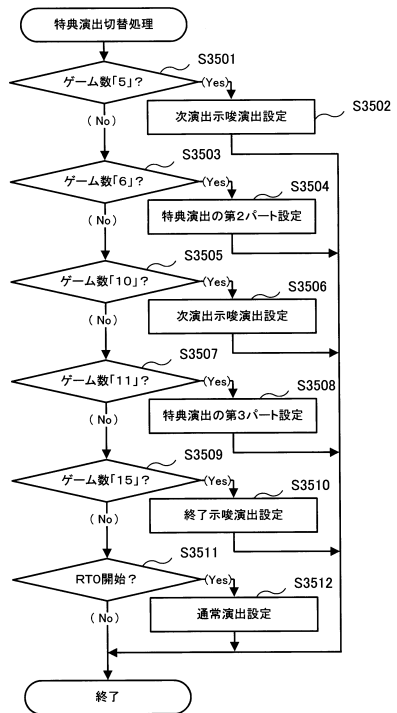 特典演出切替処理
S3501
ゲーム数「5」？
(Yes)
S3502
次演出示唆演出設定
(No)
S3503
ゲーム数「6」？
(Yes)
S3504
特典演出の第2パート設定
(No)
S3505
ゲーム数「10」？
(Yes)
S3506
次演出示唆演出設定
(No)
S3507
ゲーム数「11」？
(Yes)
S3508
特典演出の第3パート設定
(No)
S3509
ゲーム数「15」？
(Yes)
S3510
終了示唆演出設定
(No)
S3511
RT0開始？
(Yes)
S3512
通常演出設定
(No)
終了